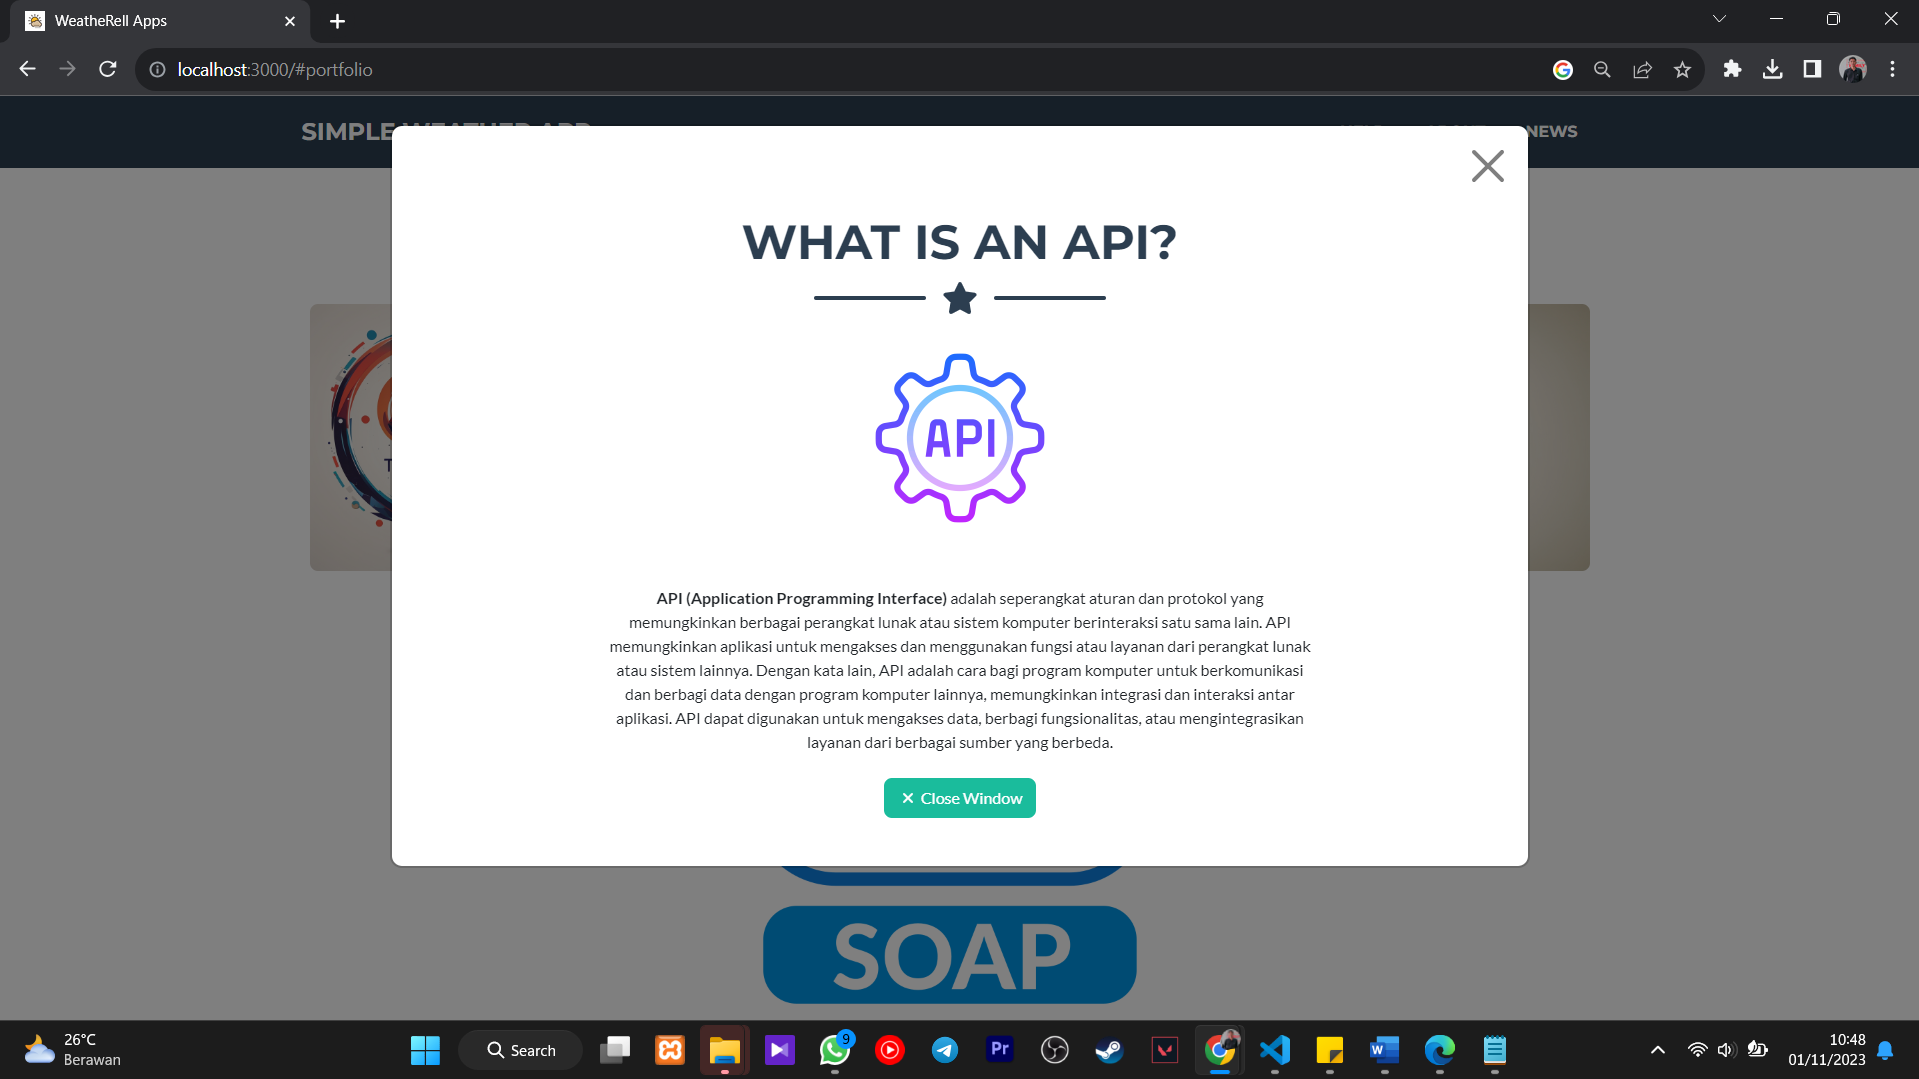 WeatheRell Apps
localhost:3000/#portfolio
SIMPLE WEATHER APP
NEWS
WHAT IS AN API?
API
API (Application Programming Interface) adalah seperangkat aturan dan protokol yang
memungkinkan berbagai perangkat lunak atau sistem komputer berinteraksi satu sama lain. API
memungkinkan aplikasi untuk mengakses dan menggunakan fungsi atau layanan dari perangkat lunak
atau sistem lainnya. Dengan kata lain, API adalah cara bagi program komputer untuk berkomunikasi
dan berbagi data dengan program komputer lainnya, memungkinkan integrasi dan interaksi antar
aplikasi. API dapat digunakan untuk mengakses data, berbagi fungsionalitas, atau mengintegrasikan
layanan dari berbagai sumber yang berbeda.
Close Window
SOAP
26°C
Berawan
Search
9
Pr
W
10:48
01/11/2023